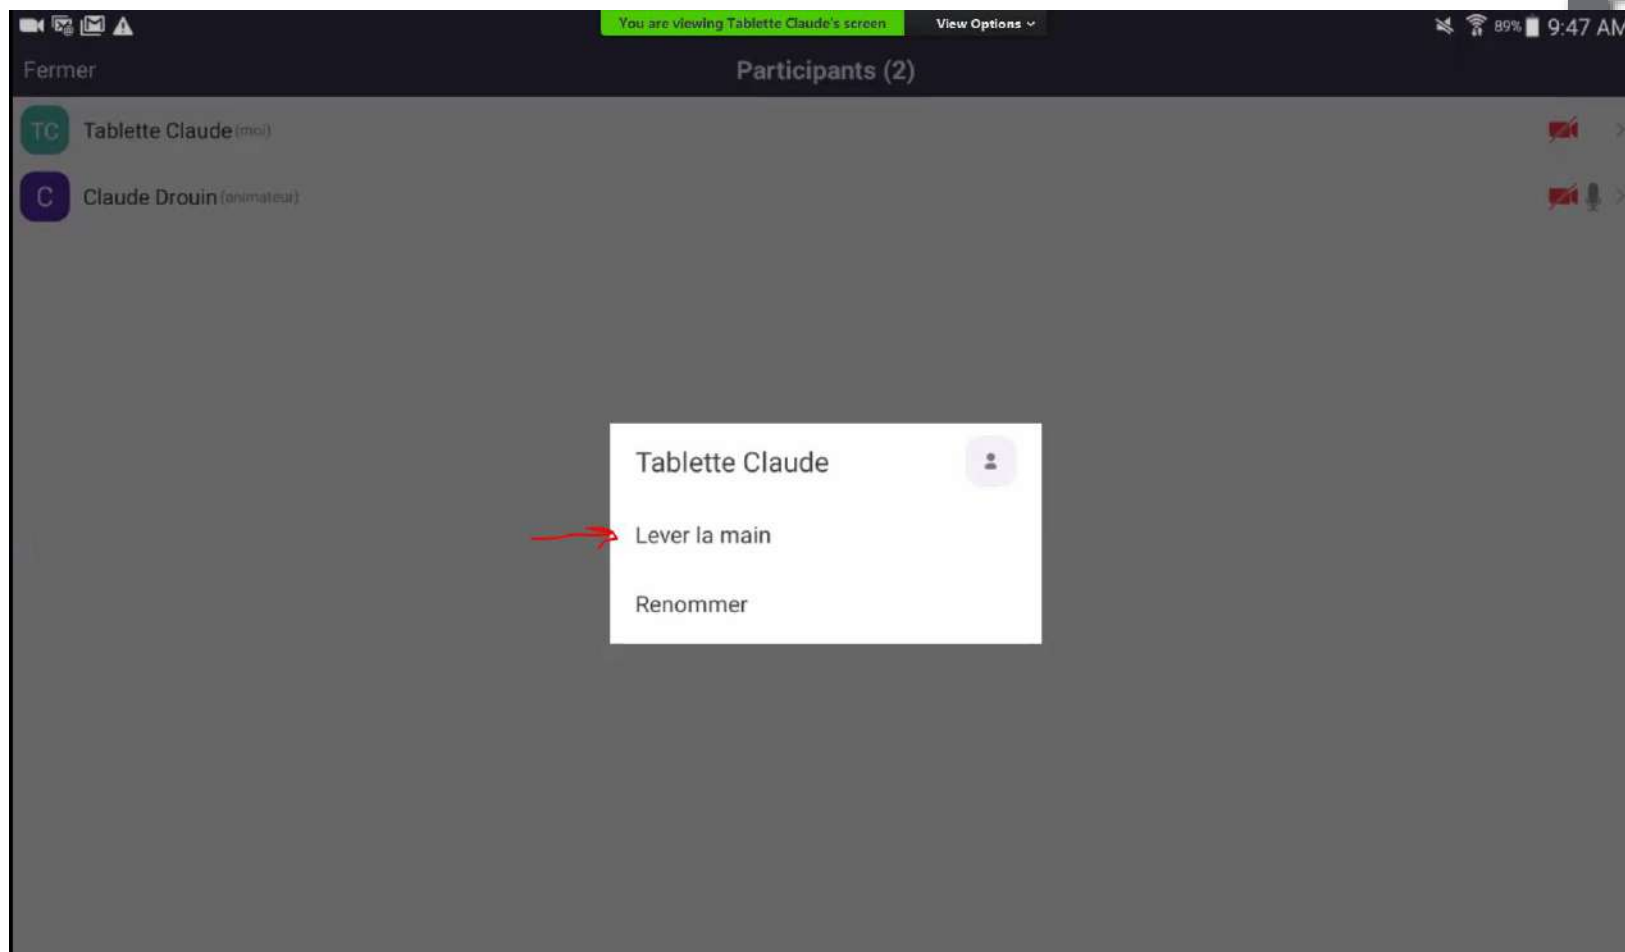 You are viewing Tablette Claude's screen View Options
89% 9:47 AM
Fermer Participants (2)
TC Tablette Claude (moi)
C Claude Drouin (animateur)
Tablette Claude
Lever la main
Renommer